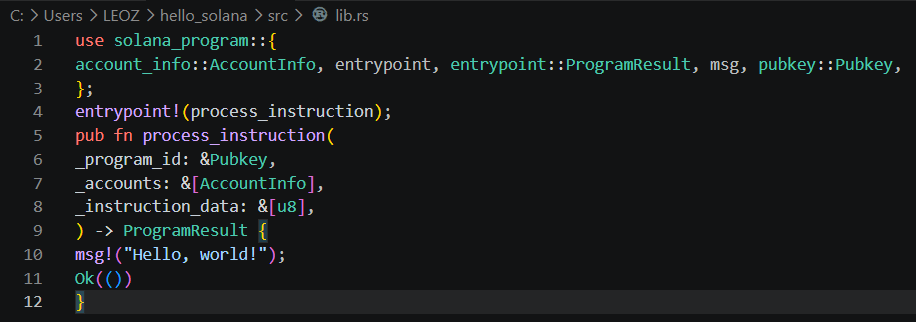 C: > Users > LEOZ > hello_solana > src > lib.rs
1 use solana_program::{
2 account_info::AccountInfo, entrypoint, entrypoint::ProgramResult, msg, pubkey::Pubkey,
3 };
4 entrypoint!(process_instruction);
5 pub fn process_instruction(
6 _program_id: &Pubkey,
7 _accounts: &[AccountInfo],
8 _instruction_data: &[u8],
9 ) -> ProgramResult {
10 msg!("Hello, world!");
11 Ok(())
12 }